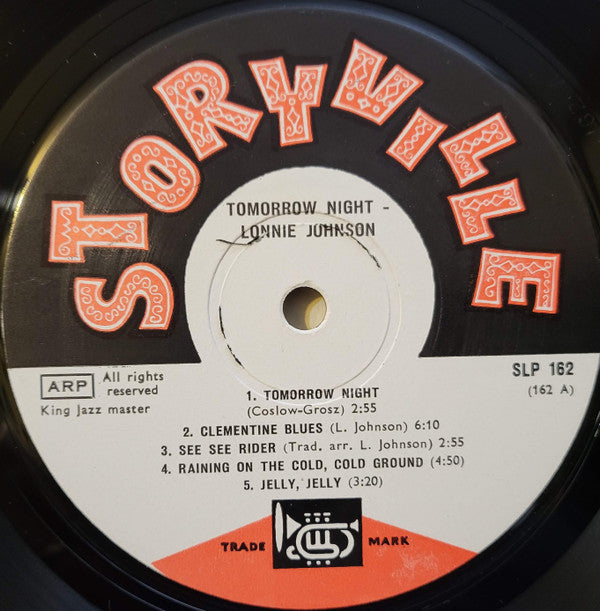 STORYVILLE
TOMORROW NIGHT -
LONNIE JOHNSON
ARP
All rights
reserved
King Jazz master
SLP 162
(162 A)
1. TOMORROW NIGHT
(Coslow-Grosz) 2:55
2. CLEMENTINE BLUES (L. Johnson) 6:10
3. SEE SEE RIDER (Trad. arr. L. Johnson) 2:55
4. RAINING ON THE COLD, COLD GROUND (4:50)
5. JELLY, JELLY (3:20)
TRADE MARK